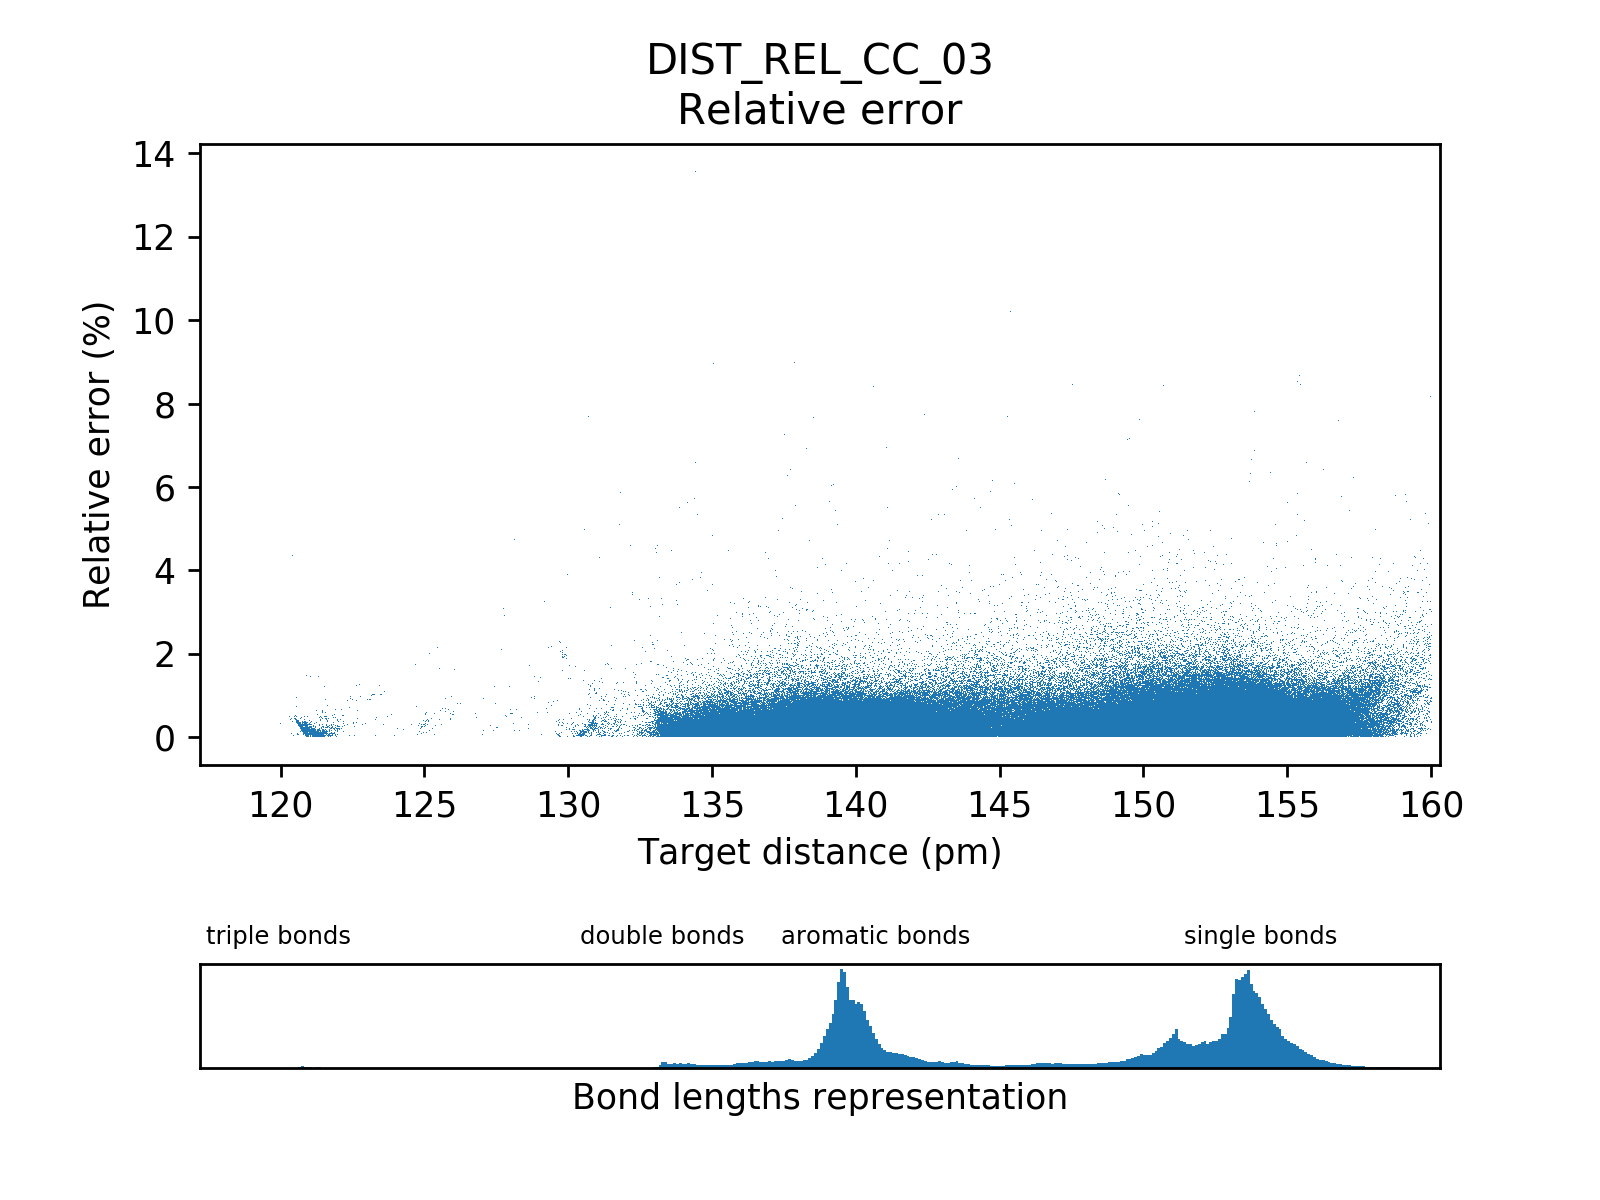 DIST_REL_CC_03
Relative error
14
12
10
8
6
4
2
0
Relative error (%)
120 125 130 135 140 145 150 155 160
Target distance (pm)
triple bonds double bonds aromatic bonds single bonds
Bond lengths representation